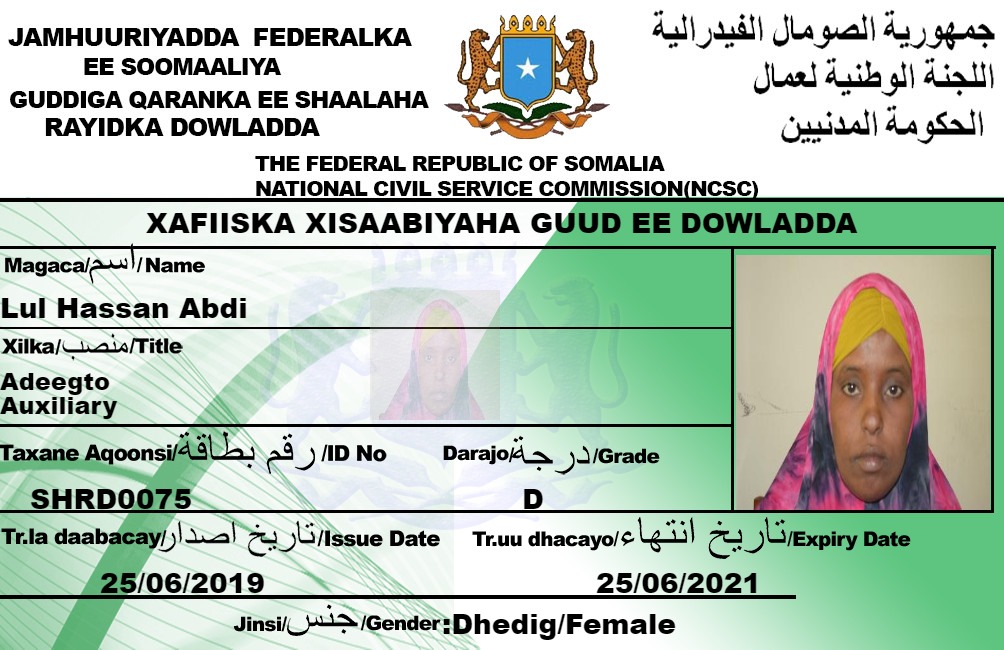 JAMHUURIYADDA FEDERALKA
EE SOOMAALIYA
GUDDIGA QARANKA EE SHAALAHA
RAYIDKA DOWLADDA
جمهورية الصومال الفيدرالية
اللجنة الوطنية لعمال
الحكومة المدنيين
THE FEDERAL REPUBLIC OF SOMALIA
NATIONAL CIVIL SERVICE COMMISSION(NCSC)
XAFIISKA XISAABIYAHA GUUD EE DOWLADDA
Magaca/اسم/Name
Lul Hassan Abdi
Xilka/منصب/Title
Adeegto
Auxiliary
Taxane Aqoonsi/رقم بطاقة/ID No
SHRD0075
Darajo/درجة/Grade
D
Tr.la daabacay/تاريخ اصدار/Issue Date
25/06/2019
Tr.uu dhacayo/تاريخ انتهاء/Expiry Date
25/06/2021
Jinsi/جنس/Gender:Dhedig/Female